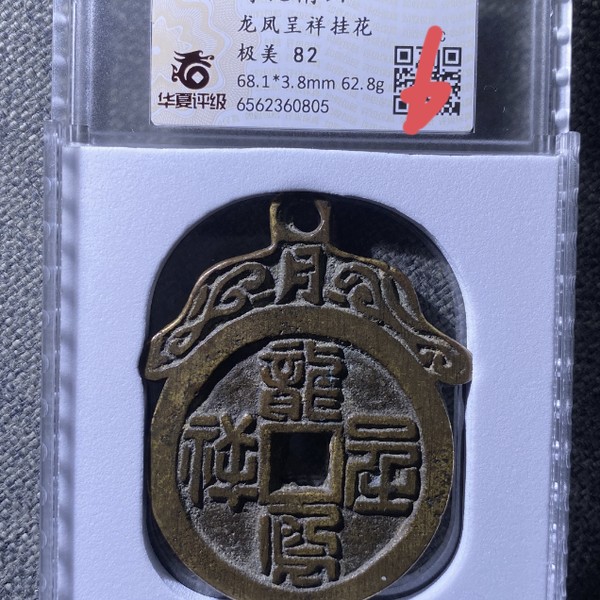 龙凤呈祥挂花
极美 82
68.1*3.8mm 62.8g
6562360805
华夏评级
月
龍
祥 呈
鳳